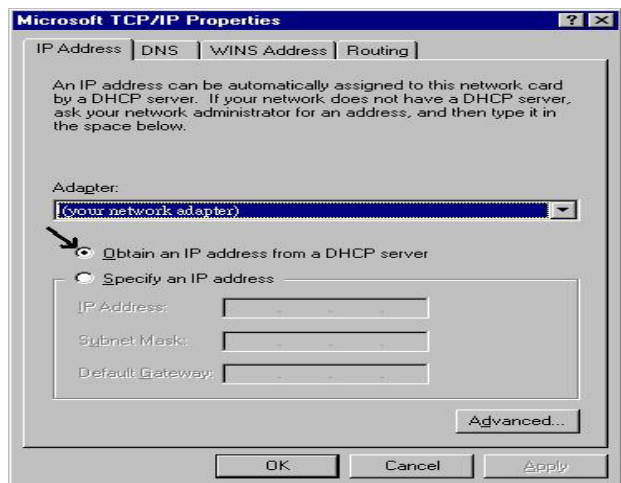 Microsoft TCP/IP Properties
IP Address DNS WINS Address Routing
An IP address can be automatically assigned to this network card
by a DHCP server. If your network does not have a DHCP server,
ask your network administrator for an address, and then type it in
the space below.
Adapter:
(your network adapter)
Obtain an IP address from a DHCP server
Specify an IP address
IP Address:
Subnet Mask:
Default Gateway:
Advanced...
OK Cancel Apply